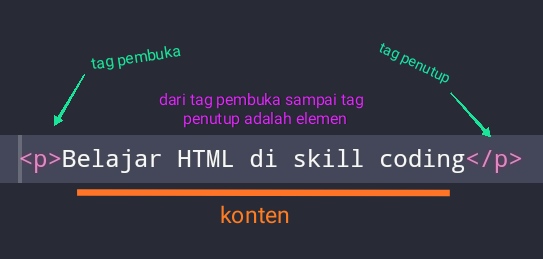 tag pembuka
tag penutup
dari tag pembuka sampai tag
penutup adalah elemen
<p>Belajar HTML di skill coding</p>
konten